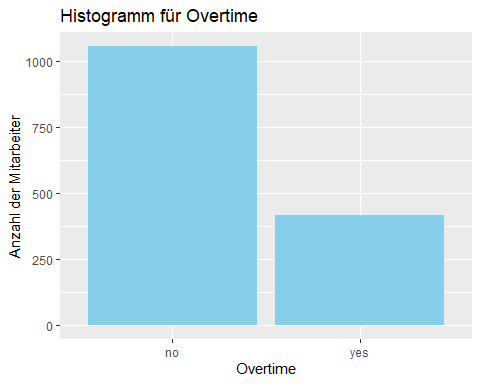 Histogramm für Overtime
Anzahl der Mitarbeiter
1000
750
500
250
0
no yes
Overtime